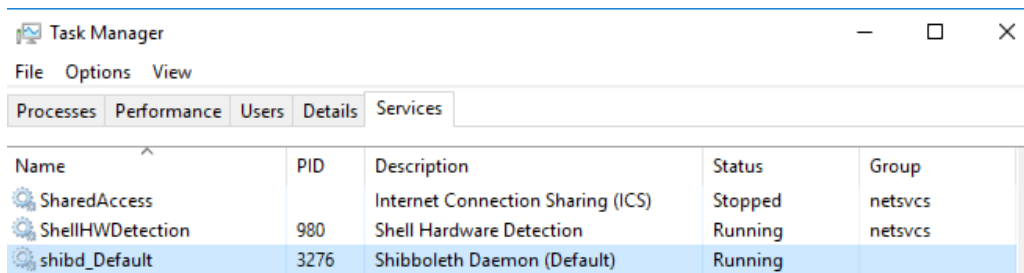 Task Manager
File Options View
Processes Performance Users Details Services
Name PID Description Status Group
SharedAccess Internet Connection Sharing (ICS) Stopped netsvcs
ShellHWDetection 980 Shell Hardware Detection Running netsvcs
shibd_Default 3276 Shibboleth Daemon (Default) Running